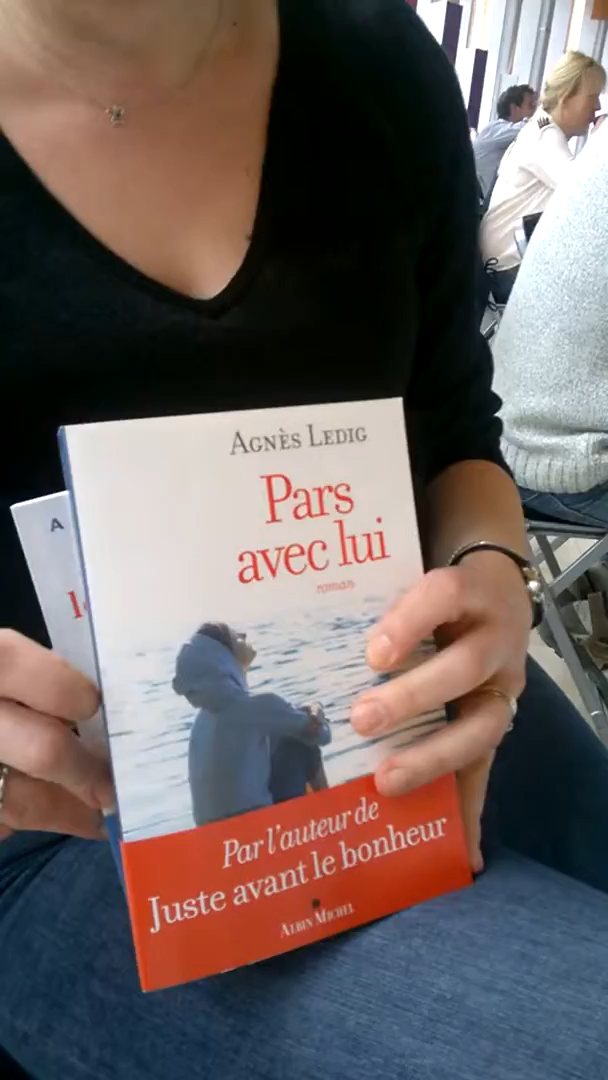 AGNÈS LEDIG
Pars
avec lui
roman
A
Par l'auteur de
Juste avant le bonheur
ALBIN MICHEL